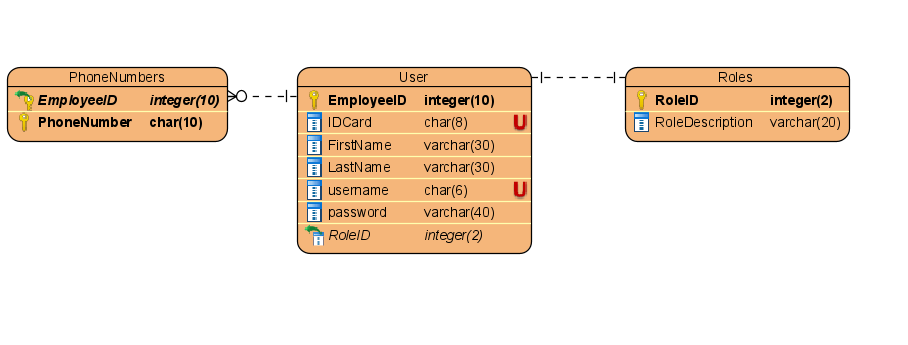 PhoneNumbers
EmployeeID integer(10)
PhoneNumber char(10)
User
EmployeeID integer(10)
IDCard char(8) U
FirstName varchar(30)
LastName varchar(30)
username char(6) U
password varchar(40)
RoleID integer(2)
Roles
RoleID integer(2)
RoleDescription varchar(20)